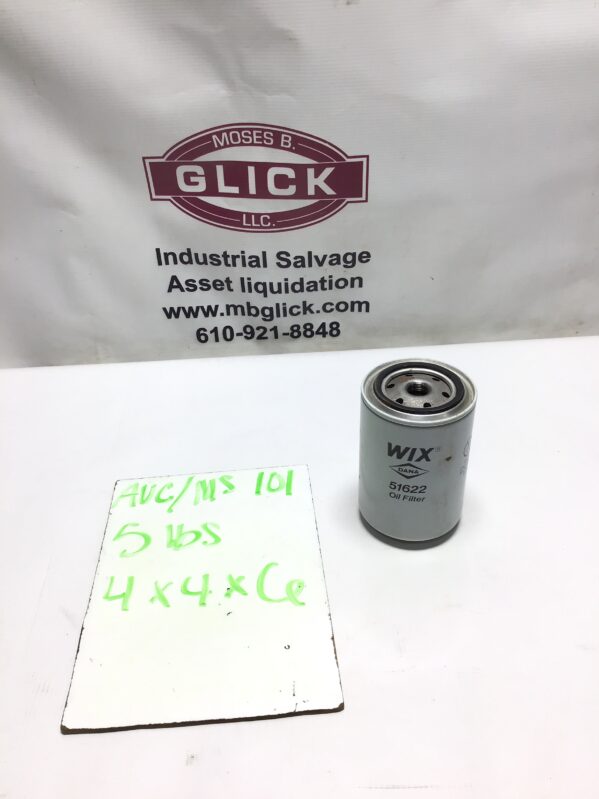 MOSES B.
GLICK
LLC.
Industrial Salvage
Asset liquidation
www.mbglick.com
610-921-8848
WIX®
DANA
51622
Oil Filter
AVC/MS 101
5 lbs
4 x 4 x 6